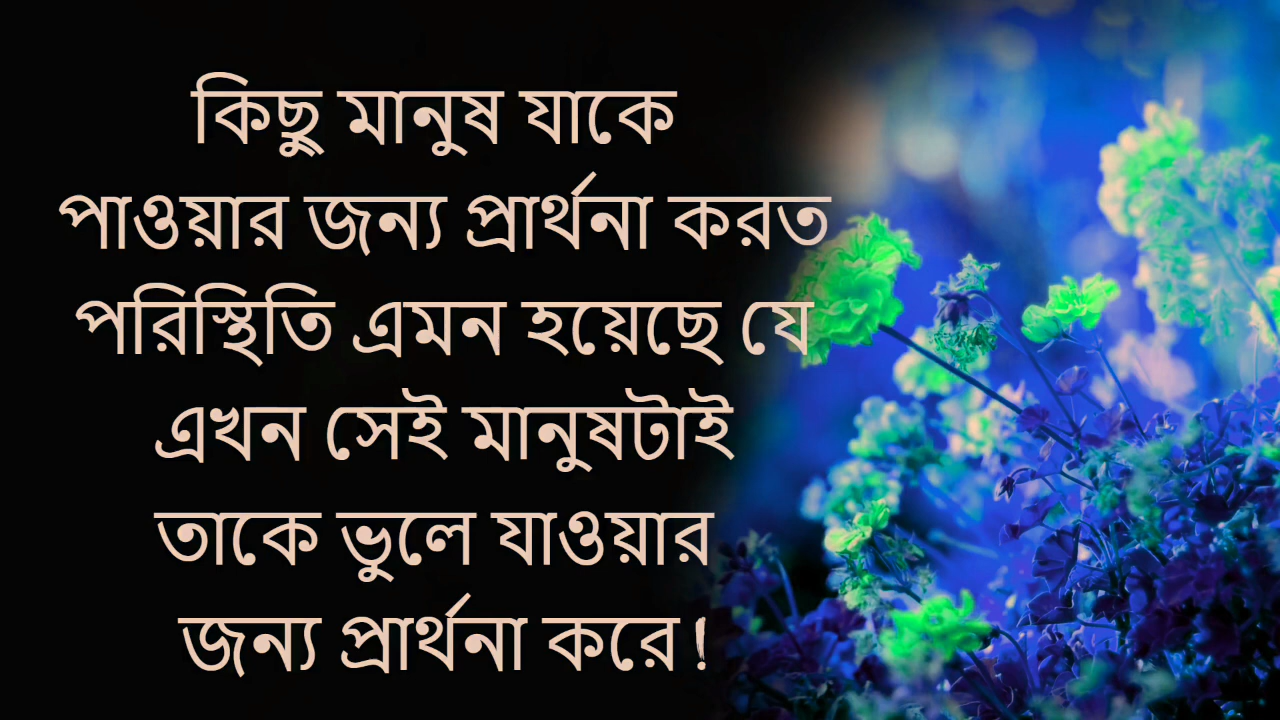 কিছু মানুষ যাকে
পাওয়ার জন্য প্রার্থনা করত
পরিস্থিতি এমন হয়েছে যে
এখন সেই মানুষটাই
তাকে ভুলে যাওয়ার
জন্য প্রার্থনা করে!